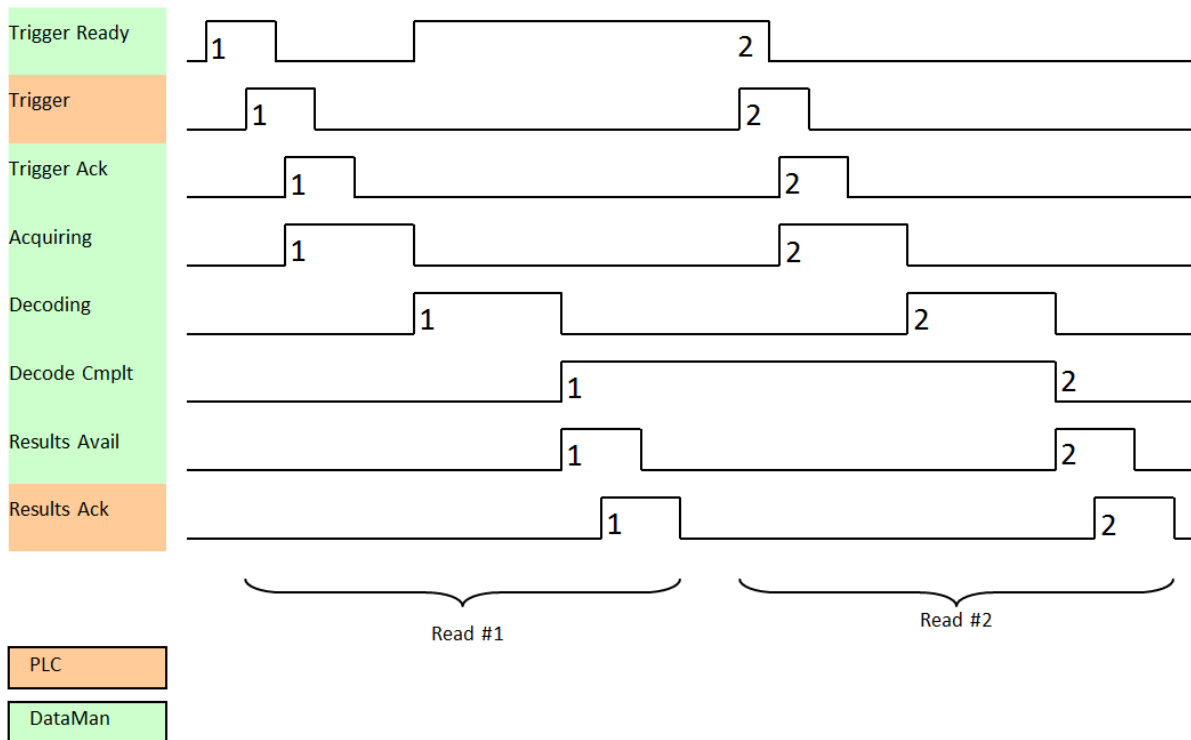 Trigger Ready 1 2
Trigger 1 2
Trigger Ack 1 2
Acquiring 1 2
Decoding 1 2
Decode Cmplt 1 2
Results Avail 1 2
Results Ack 1 2
Read #1 Read #2
PLC
DataMan